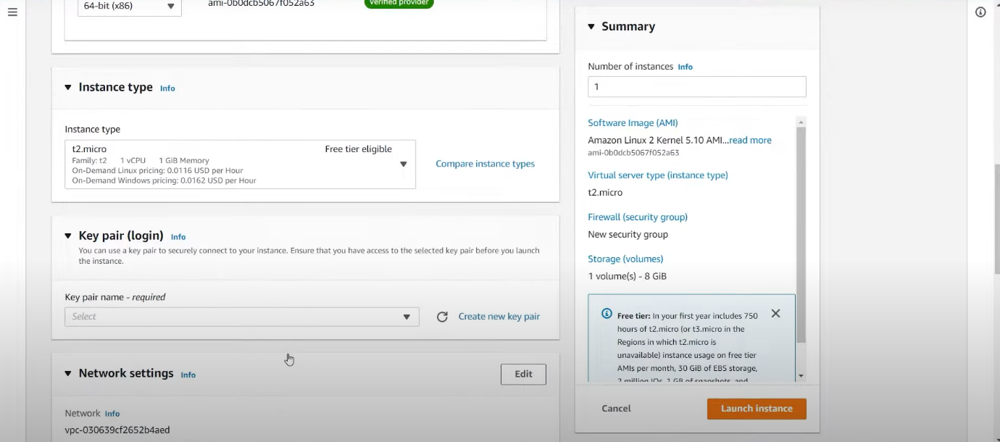 64-bit (x86)
ami-0b0dcb5067f052a63
Verified provider
Instance type Info
Instance type
t2.micro Free tier eligible
Family: t2 1 vCPU 1 GiB Memory
On-Demand Linux pricing: 0.0116 USD per Hour
On-Demand Windows pricing: 0.0162 USD per Hour
Compare instance types
Key pair (login) Info
You can use a key pair to securely connect to your instance. Ensure that you have access to the selected key pair before you launch
the instance.
Key pair name - required
Select
Create new key pair
Network settings Info
Edit
Network Info
vpc-030639cf2652b4aed
Summary
Number of instances Info
1
Software Image (AMI)
Amazon Linux 2 Kernel 5.10 AMI...read more
ami-0b0dcb5067f052a63
Virtual server type (instance type)
t2.micro
Firewall (security group)
New security group
Storage (volumes)
1 volume(s) - 8 GiB
Free tier: In your first year includes 750
hours of t2.micro (or t3.micro in the
Regions in which t2.micro is
unavailable) instance usage on free tier
AMIs per month, 30 GiB of EBS storage,
2 million IOs, 1 GB of snapshots, and
Cancel
Launch instance